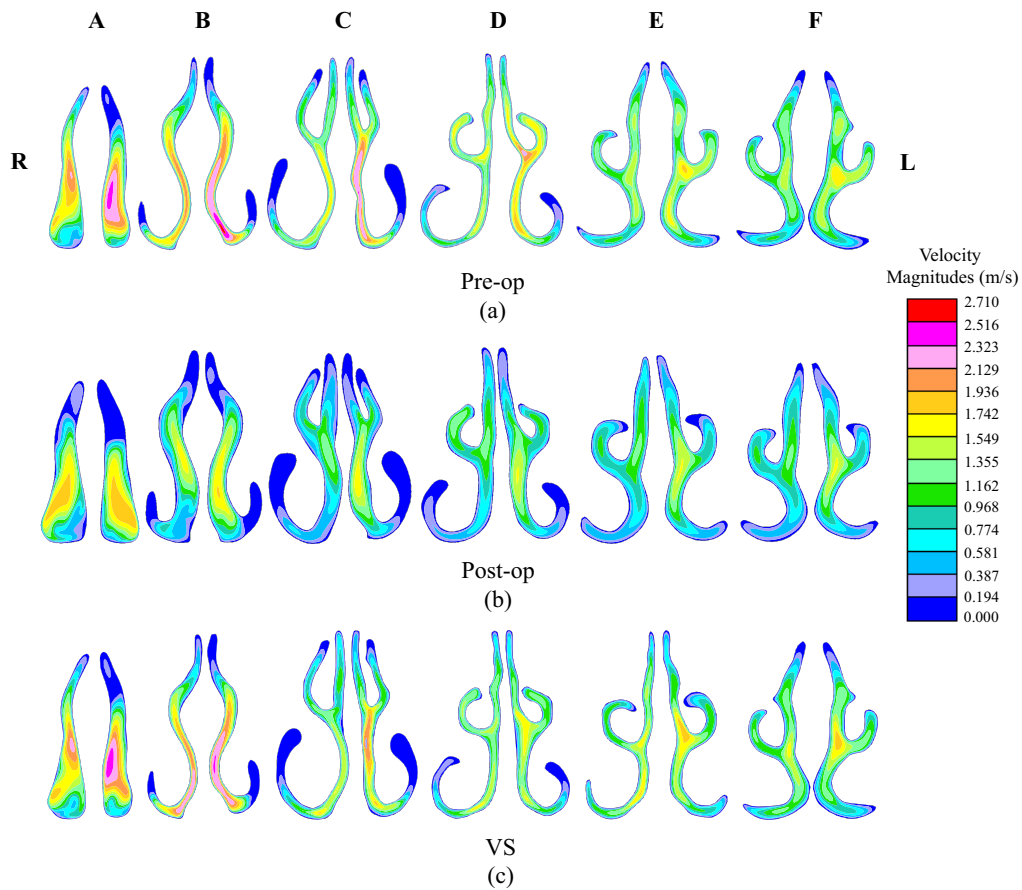 A B C D E F
R
L
Pre-op
(a)
Velocity
Magnitudes (m/s)
2.710
2.516
2.323
2.129
1.936
1.742
1.549
1.355
1.162
0.968
0.774
0.581
0.387
0.194
0.000
Post-op
(b)
VS
(c)